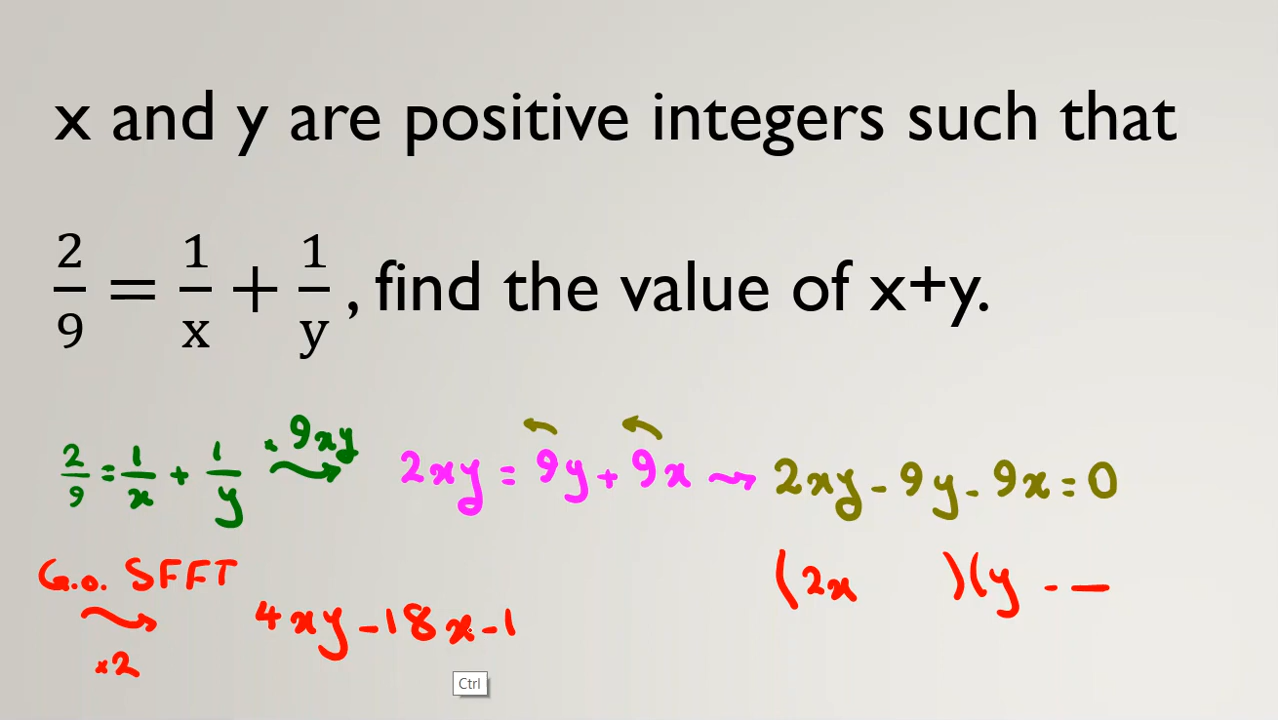 x and y are positive integers such that
2/9 = 1/x + 1/y, find the value of x+y.
2/9 = 1/x + 1/y → 2xy = 9y + 9x → 2xy - 9y - 9x = 0
× 9xy
G.o. SFFT
(2x )(y - —
4xy - 18x - 1
×2
Ctrl